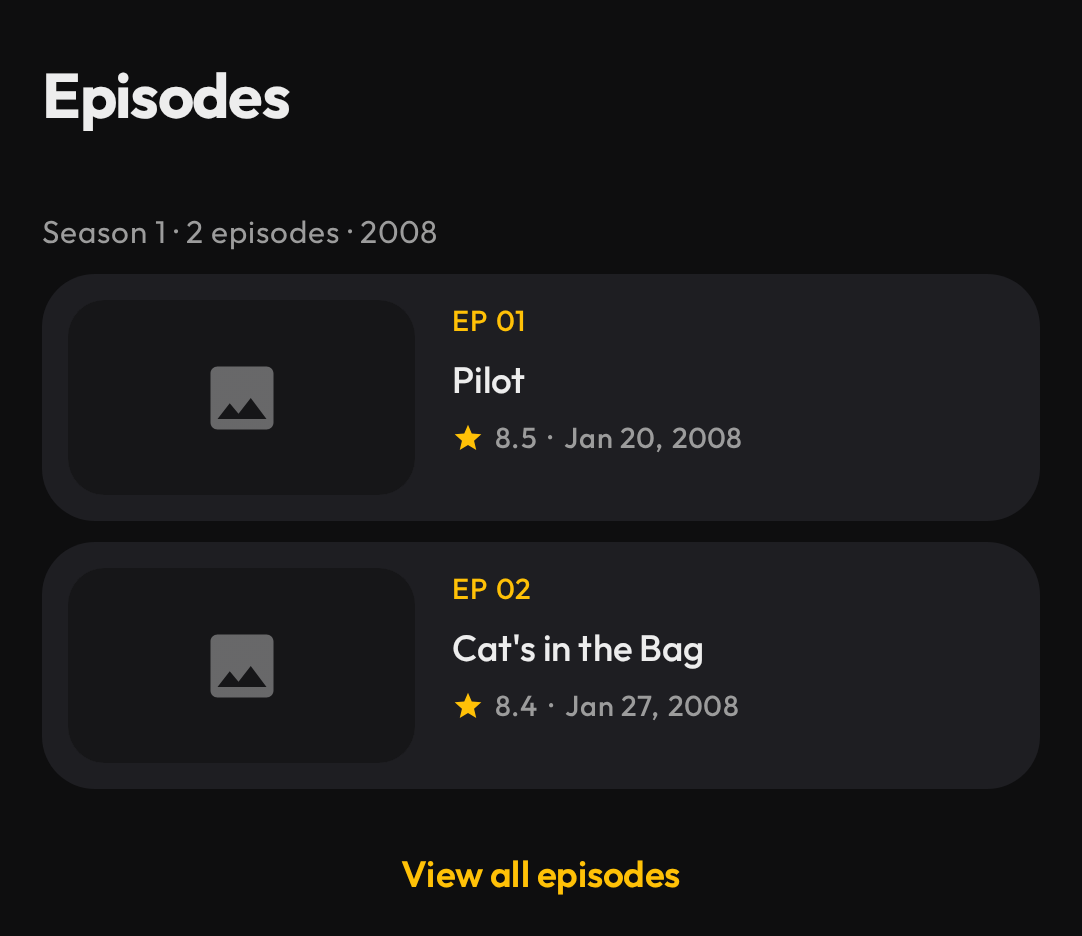 Episodes
Season 1 · 2 episodes · 2008
EP 01
Pilot
8.5 · Jan 20, 2008
EP 02
Cat's in the Bag
8.4 · Jan 27, 2008
View all episodes